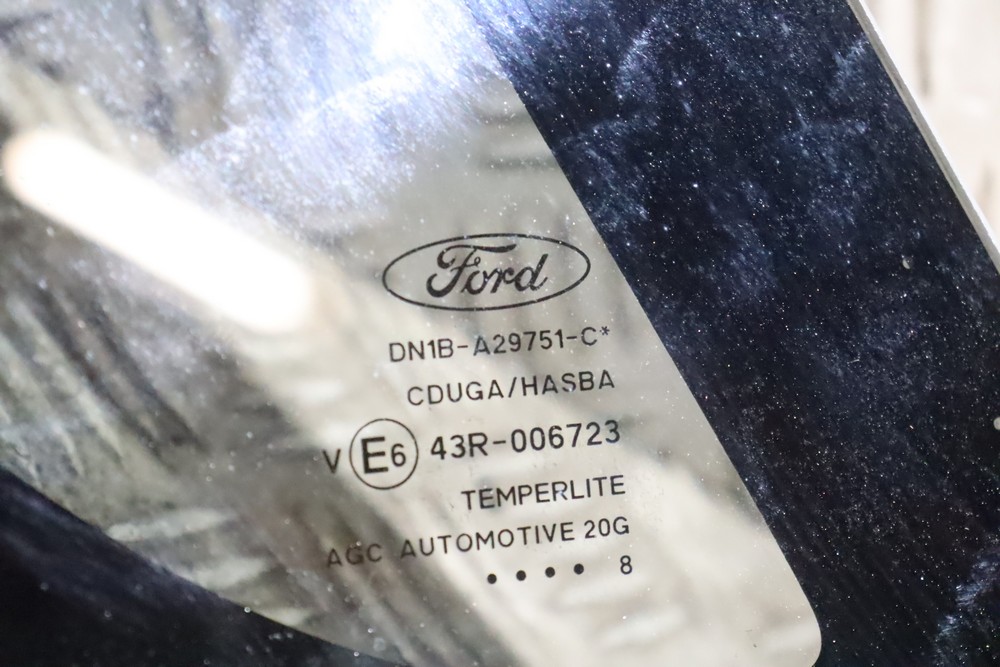 Ford
DN1B-A29751-C*
CDUGA/HASBA
V E6 43R-006723
TEMPERLITE
AGC AUTOMOTIVE 20G
•••• 8